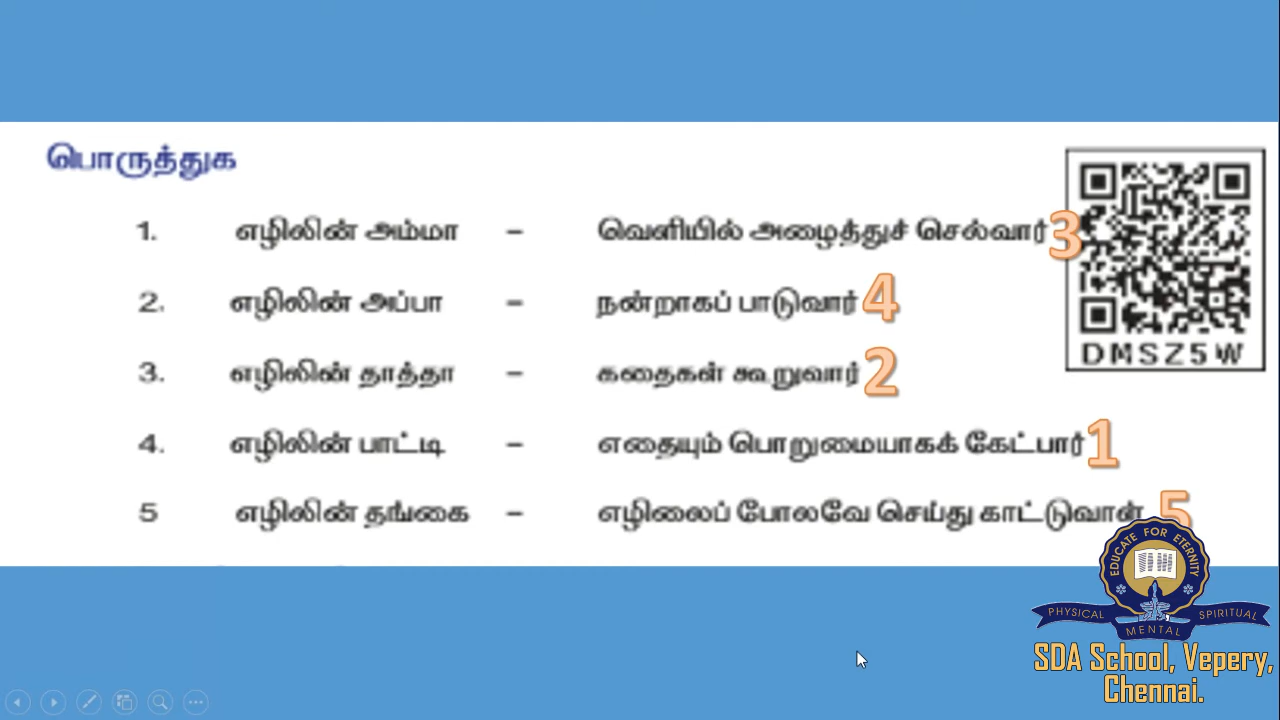 பொருத்துக
1. எழிலின் அம்மா – வெளியில் அழைத்துச் செல்வார் 3
2. எழிலின் அப்பா – நன்றாகப் பாடுவார் 4
3. எழிலின் தாத்தா – கதைகள் கூறுவார் 2
4. எழிலின் பாட்டி – எதையும் பொறுமையாகக் கேட்பார் 1
5 எழிலின் தங்கை – எழிலைப் போலவே செய்து காட்டுவாள் 5
DMSZ5W
EDUCATE FOR ETERNITY
PHYSICAL MENTAL SPIRITUAL
SDA School, Vepery,
Chennai.